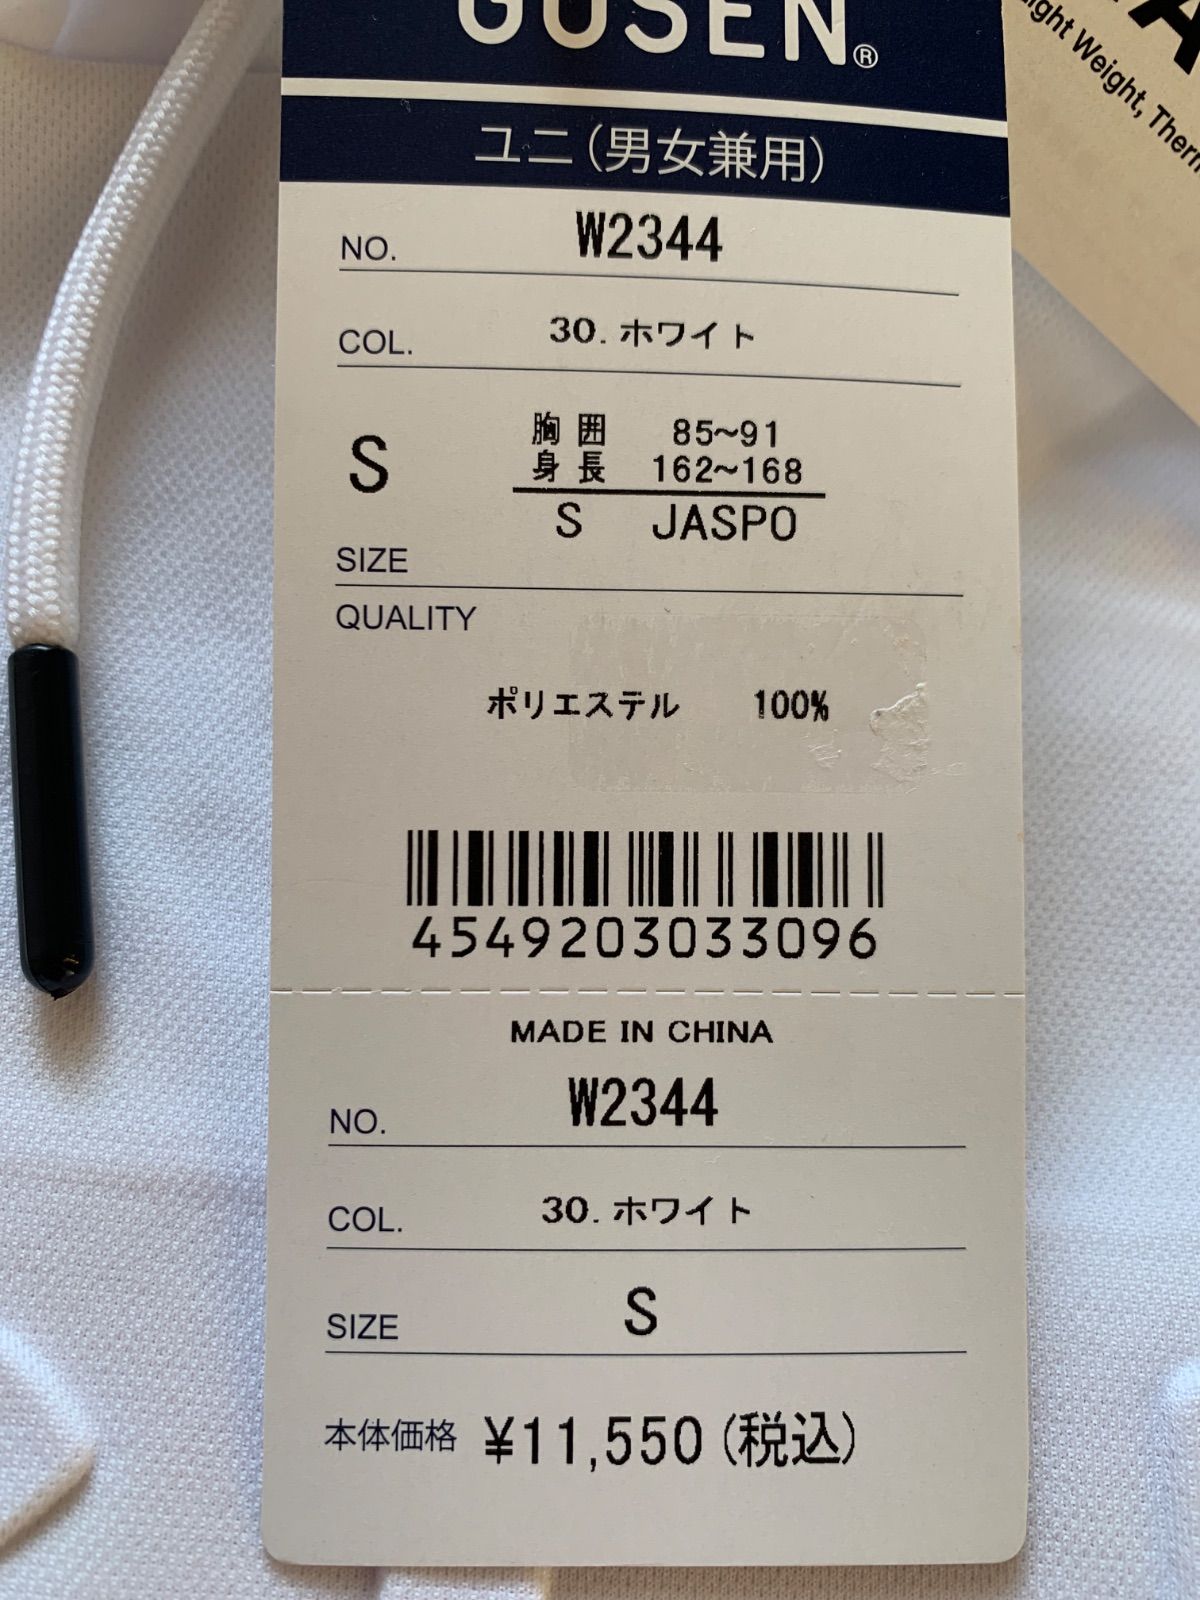 GOSEN®
ユニ(男女兼用)
NO. W2344
COL. 30.ホワイト
S
胸囲 85~91
身長 162~168
S JASPO
SIZE
QUALITY
ポリエステル 100%
4549203033096
MADE IN CHINA
NO. W2344
COL. 30.ホワイト
SIZE S
本体価格 ¥11,550(税込)
Weight,